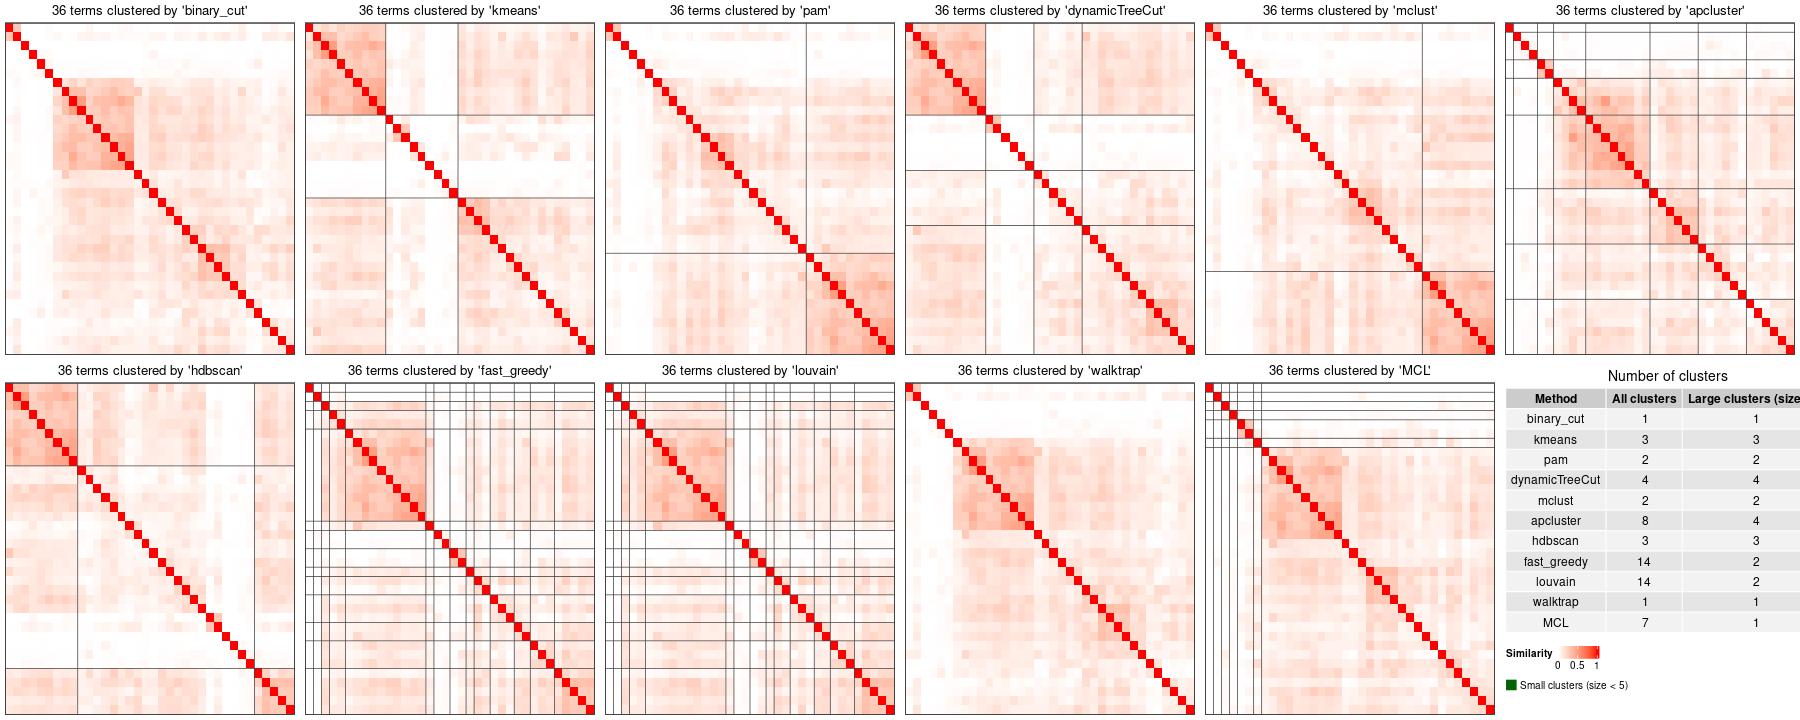 36 terms clustered by 'binary_cut'
36 terms clustered by 'kmeans'
36 terms clustered by 'pam'
36 terms clustered by 'dynamicTreeCut'
36 terms clustered by 'mclust'
36 terms clustered by 'apcluster'
36 terms clustered by 'hdbscan'
36 terms clustered by 'fast_greedy'
36 terms clustered by 'louvain'
36 terms clustered by 'walktrap'
36 terms clustered by 'MCL'
Number of clusters
Method All clusters Large clusters (size
binary_cut 1 1
kmeans 3 3
pam 2 2
dynamicTreeCut 4 4
mclust 2 2
apcluster 8 4
hdbscan 3 3
fast_greedy 14 2
louvain 14 2
walktrap 1 1
MCL 7 1
Similarity
0 0.5 1
Small clusters (size < 5)